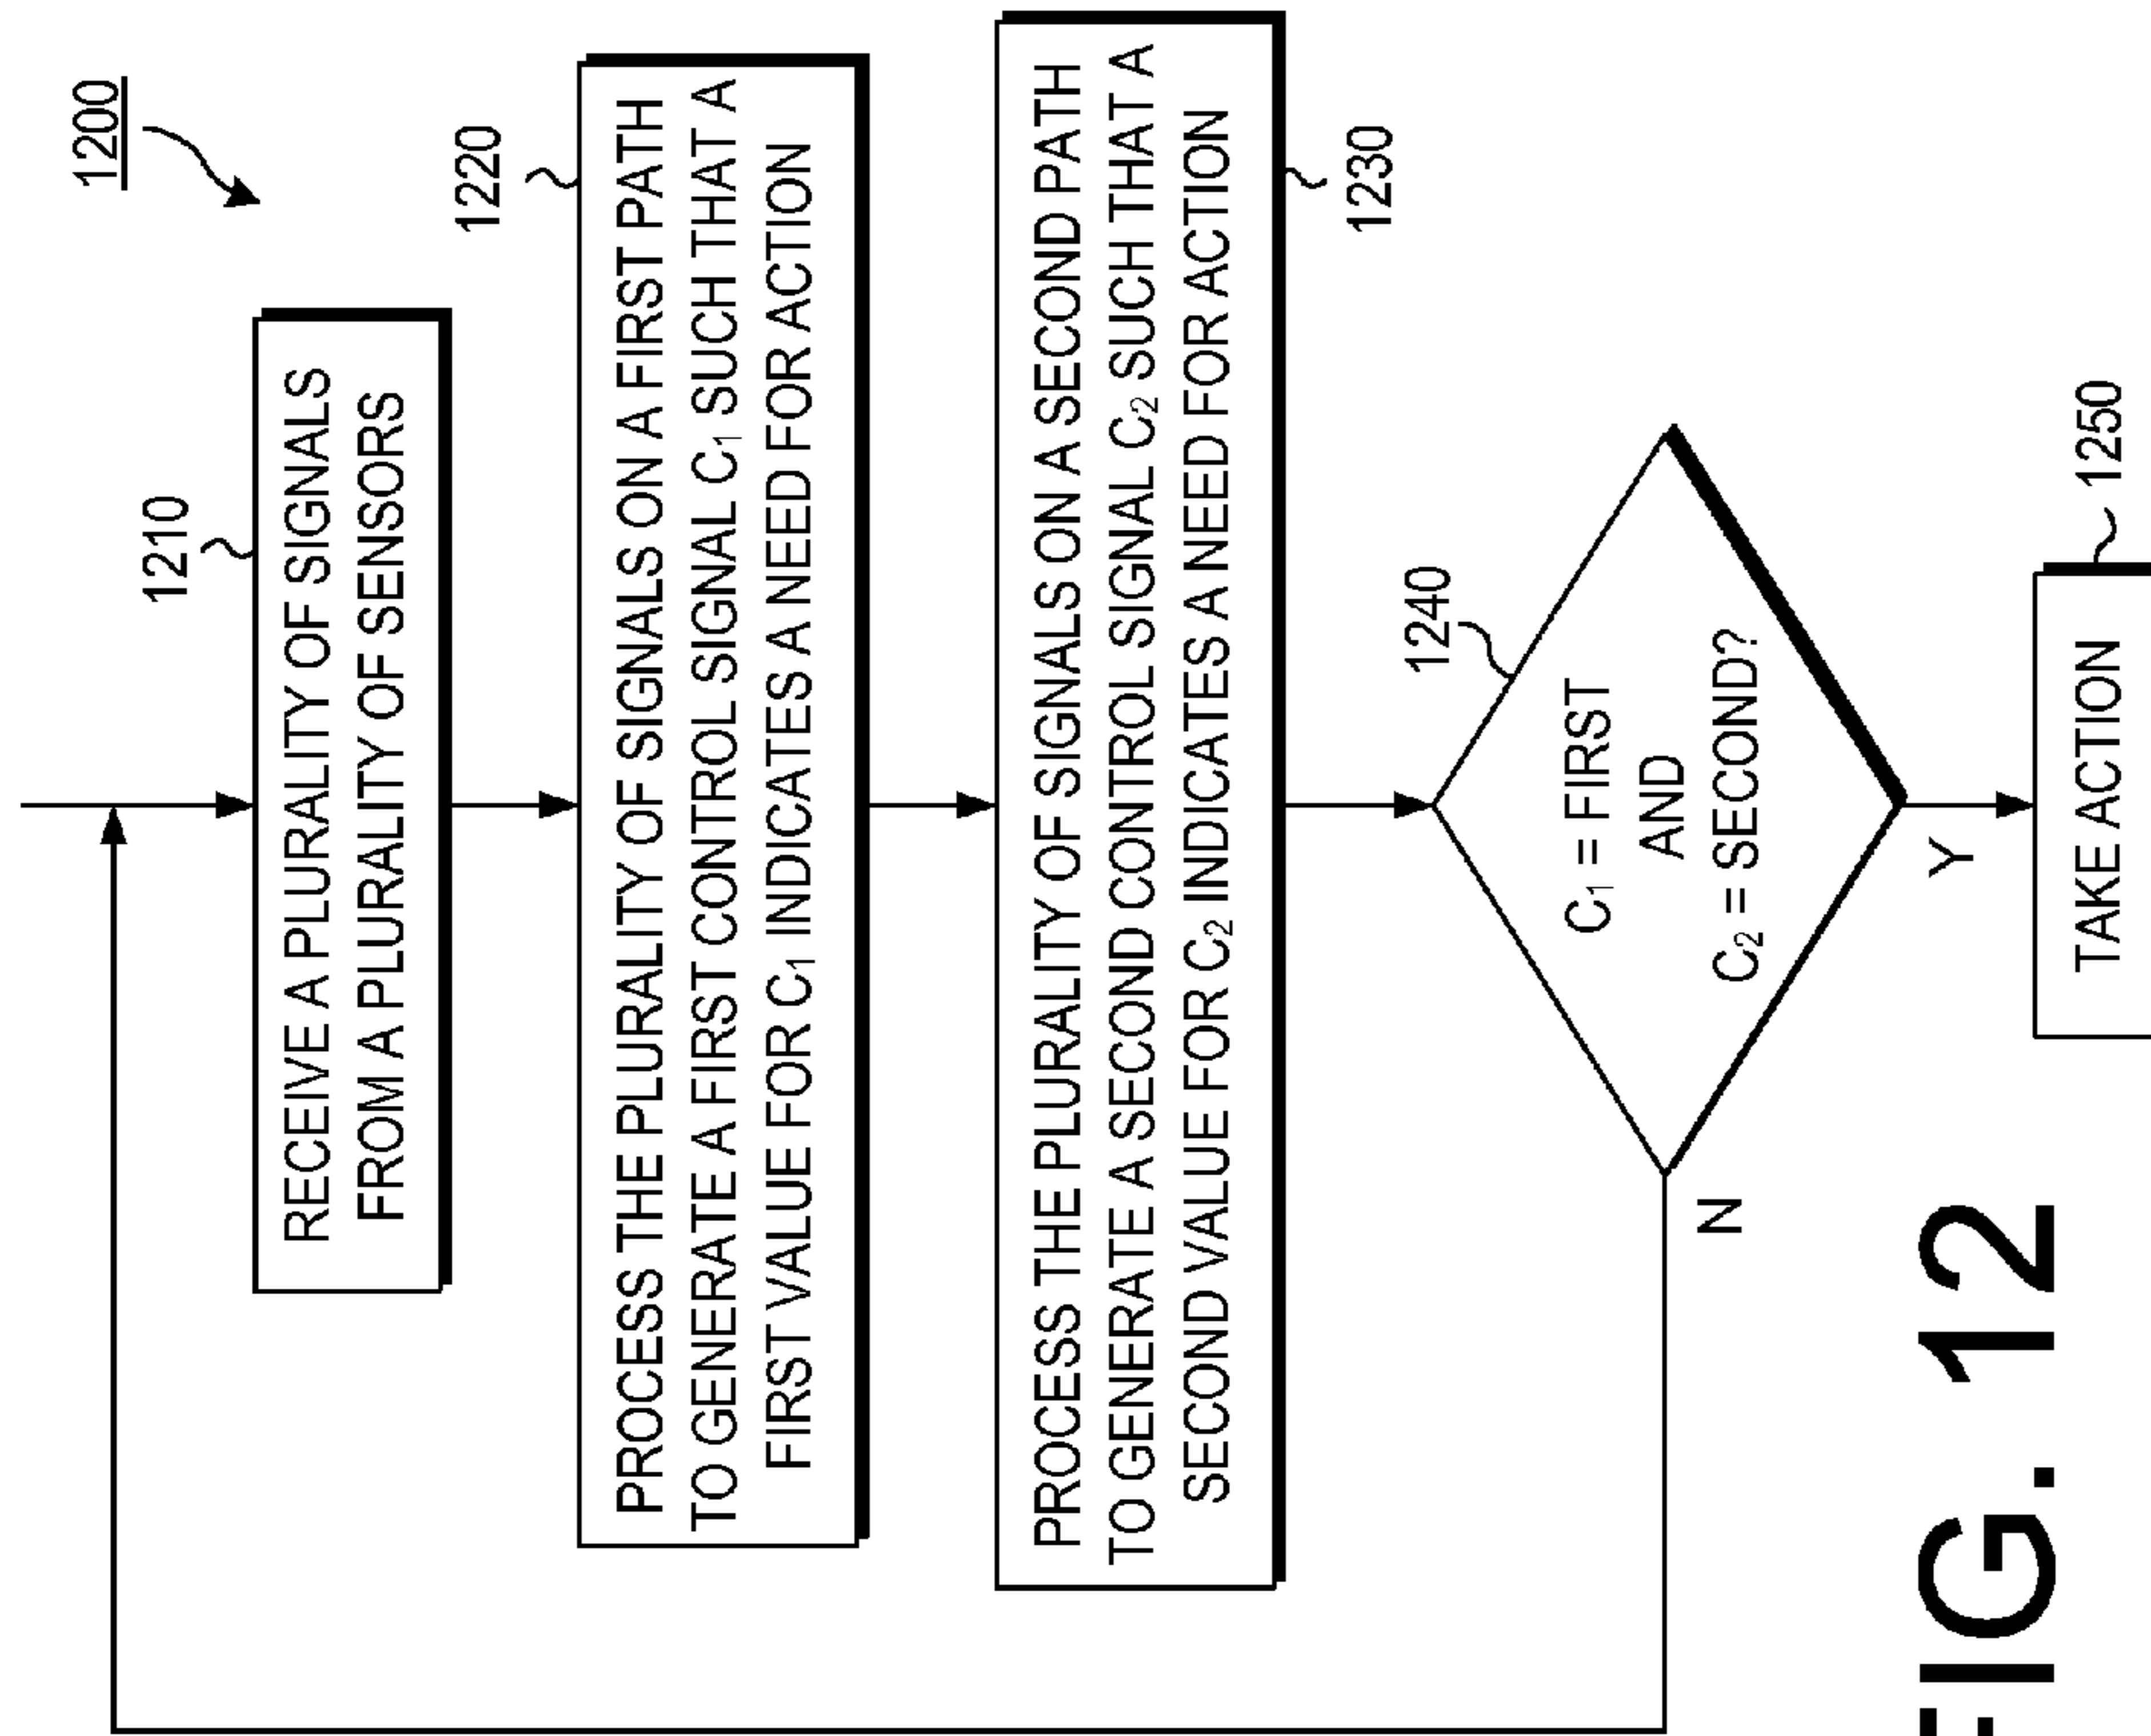 1200
1210
RECEIVE A PLURALITY OF SIGNALS
FROM A PLURALITY OF SENSORS
1220
PROCESS THE PLURALITY OF SIGNALS ON A FIRST PATH
TO GENERATE A FIRST CONTROL SIGNAL C₁ SUCH THAT A
FIRST VALUE FOR C₁ INDICATES A NEED FOR ACTION
PROCESS THE PLURALITY OF SIGNALS ON A SECOND PATH
TO GENERATE A SECOND CONTROL SIGNAL C₂ SUCH THAT A
SECOND VALUE FOR C₂ INDICATES A NEED FOR ACTION
1230
1240
C₁ = FIRST
AND
C₂ = SECOND?
N
Y
1250
TAKE ACTION
FIG. 12